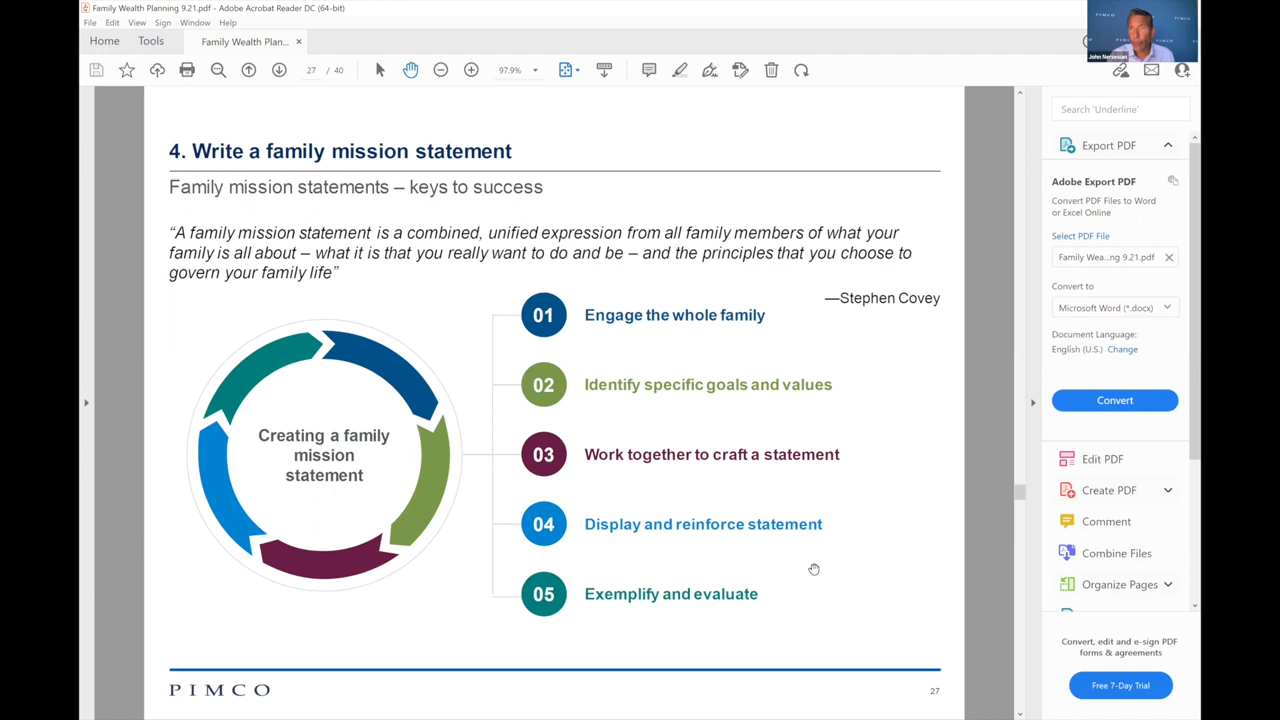 Family Wealth Planning 9.21.pdf - Adobe Acrobat Reader DC (64-bit)
File Edit View Sign Window Help
Home Tools Family Wealth Plan... ×
27 / 40 97.9%
PIMCO
John Nersesian
4. Write a family mission statement
Family mission statements – keys to success
“A family mission statement is a combined, unified expression from all family members of what your
family is all about – what it is that you really want to do and be – and the principles that you choose to
govern your family life”
—Stephen Covey
Creating a family
mission
statement
01 Engage the whole family
02 Identify specific goals and values
03 Work together to craft a statement
04 Display and reinforce statement
05 Exemplify and evaluate
PIMCO
27
Search 'Underline'
Export PDF
Adobe Export PDF
Convert PDF Files to Word
or Excel Online
Select PDF File
Family Wea...ng 9.21.pdf
Convert to
Microsoft Word (*.docx)
Document Language:
English (U.S.) Change
Convert
Edit PDF
Create PDF
Comment
Combine Files
Organize Pages
Convert, edit and e-sign PDF
forms & agreements
Free 7-Day Trial